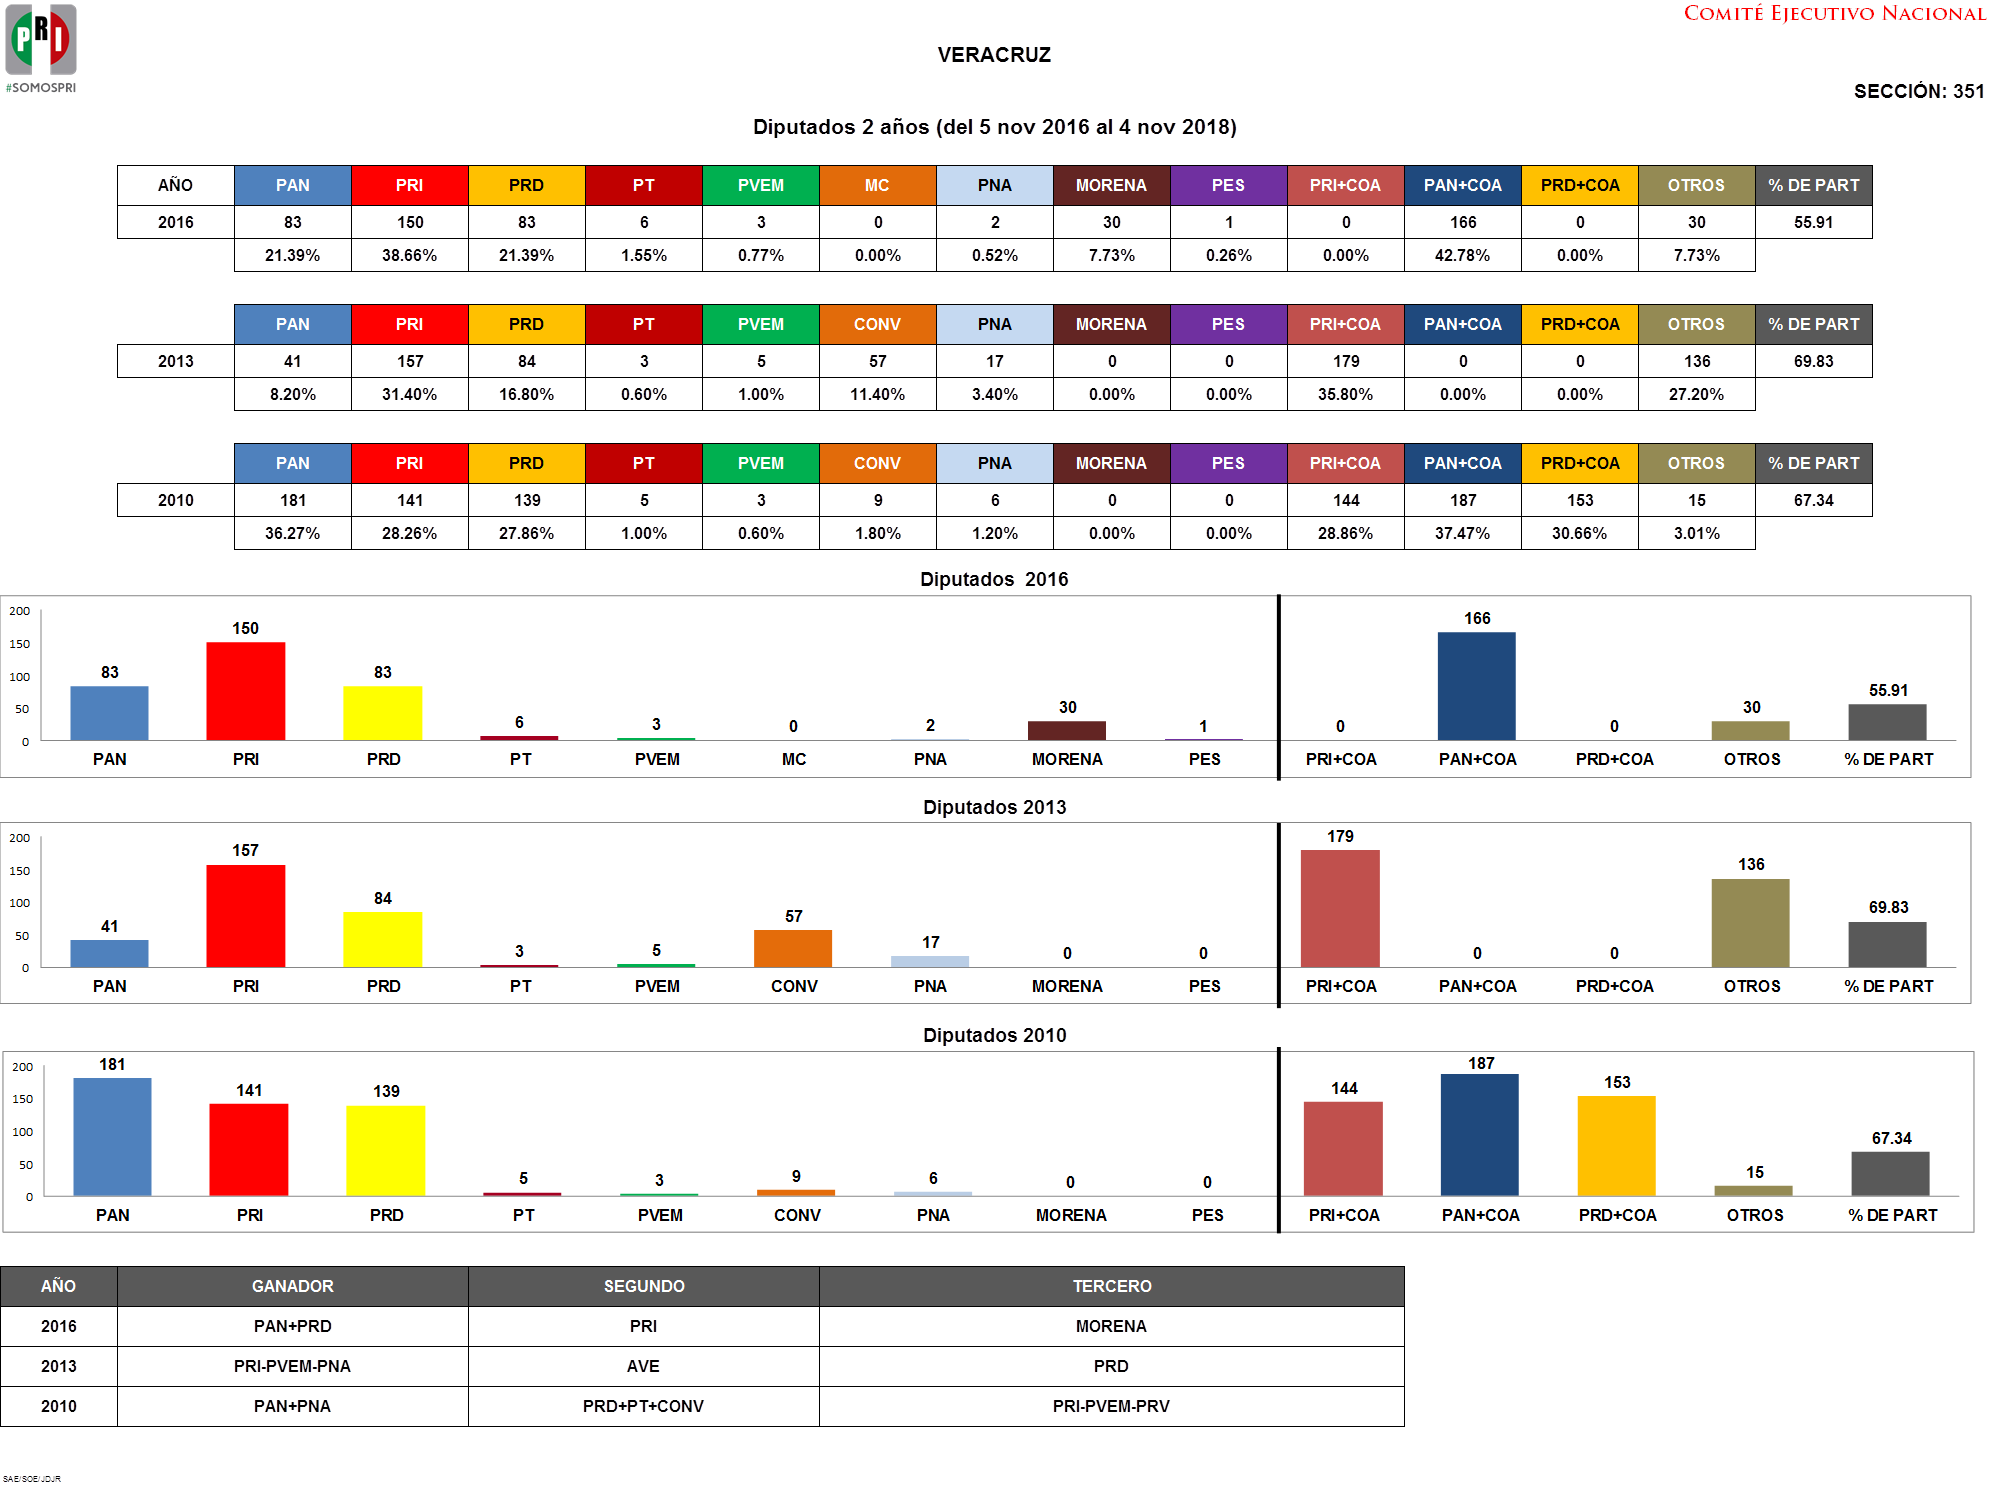 PRI
#SOMOSPRI
COMITÉ EJECUTIVO NACIONAL
VERACRUZ
SECCIÓN: 351
Diputados 2 años (del 5 nov 2016 al 4 nov 2018)
AÑO PAN PRI PRD PT PVEM MC PNA MORENA PES PRI+COA PAN+COA PRD+COA OTROS % DE PART
2016 83 150 83 6 3 0 2 30 1 0 166 0 30 55.91
21.39% 38.66% 21.39% 1.55% 0.77% 0.00% 0.52% 7.73% 0.26% 0.00% 42.78% 0.00% 7.73%
PAN PRI PRD PT PVEM CONV PNA MORENA PES PRI+COA PAN+COA PRD+COA OTROS % DE PART
2013 41 157 84 3 5 57 17 0 0 179 0 0 136 69.83
8.20% 31.40% 16.80% 0.60% 1.00% 11.40% 3.40% 0.00% 0.00% 35.80% 0.00% 0.00% 27.20%
PAN PRI PRD PT PVEM CONV PNA MORENA PES PRI+COA PAN+COA PRD+COA OTROS % DE PART
2010 181 141 139 5 3 9 6 0 0 144 187 153 15 67.34
36.27% 28.26% 27.86% 1.00% 0.60% 1.80% 1.20% 0.00% 0.00% 28.86% 37.47% 30.66% 3.01%
Diputados 2016
200
150
100
50
0
83 150 83 6 3 0 2 30 1 0 166 0 30 55.91
PAN PRI PRD PT PVEM MC PNA MORENA PES PRI+COA PAN+COA PRD+COA OTROS % DE PART
Diputados 2013
200
150
100
50
0
41 157 84 3 5 57 17 0 0 179 0 0 136 69.83
PAN PRI PRD PT PVEM CONV PNA MORENA PES PRI+COA PAN+COA PRD+COA OTROS % DE PART
Diputados 2010
200
150
100
50
0
181 141 139 5 3 9 6 0 0 144 187 153 15 67.34
PAN PRI PRD PT PVEM CONV PNA MORENA PES PRI+COA PAN+COA PRD+COA OTROS % DE PART
AÑO GANADOR SEGUNDO TERCERO
2016 PAN+PRD PRI MORENA
2013 PRI-PVEM-PNA AVE PRD
2010 PAN+PNA PRD+PT+CONV PRI-PVEM-PRV
SAE/SOE/JDJR